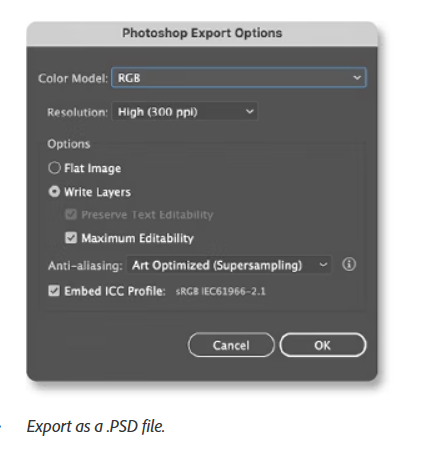 Photoshop Export Options
Color Model: RGB
Resolution: High (300 ppi)
Options
Flat Image
Write Layers
Preserve Text Editability
Maximum Editability
Anti-aliasing: Art Optimized (Supersampling)
Embed ICC Profile: sRGB IEC61966-2.1
Cancel OK
Export as a .PSD file.